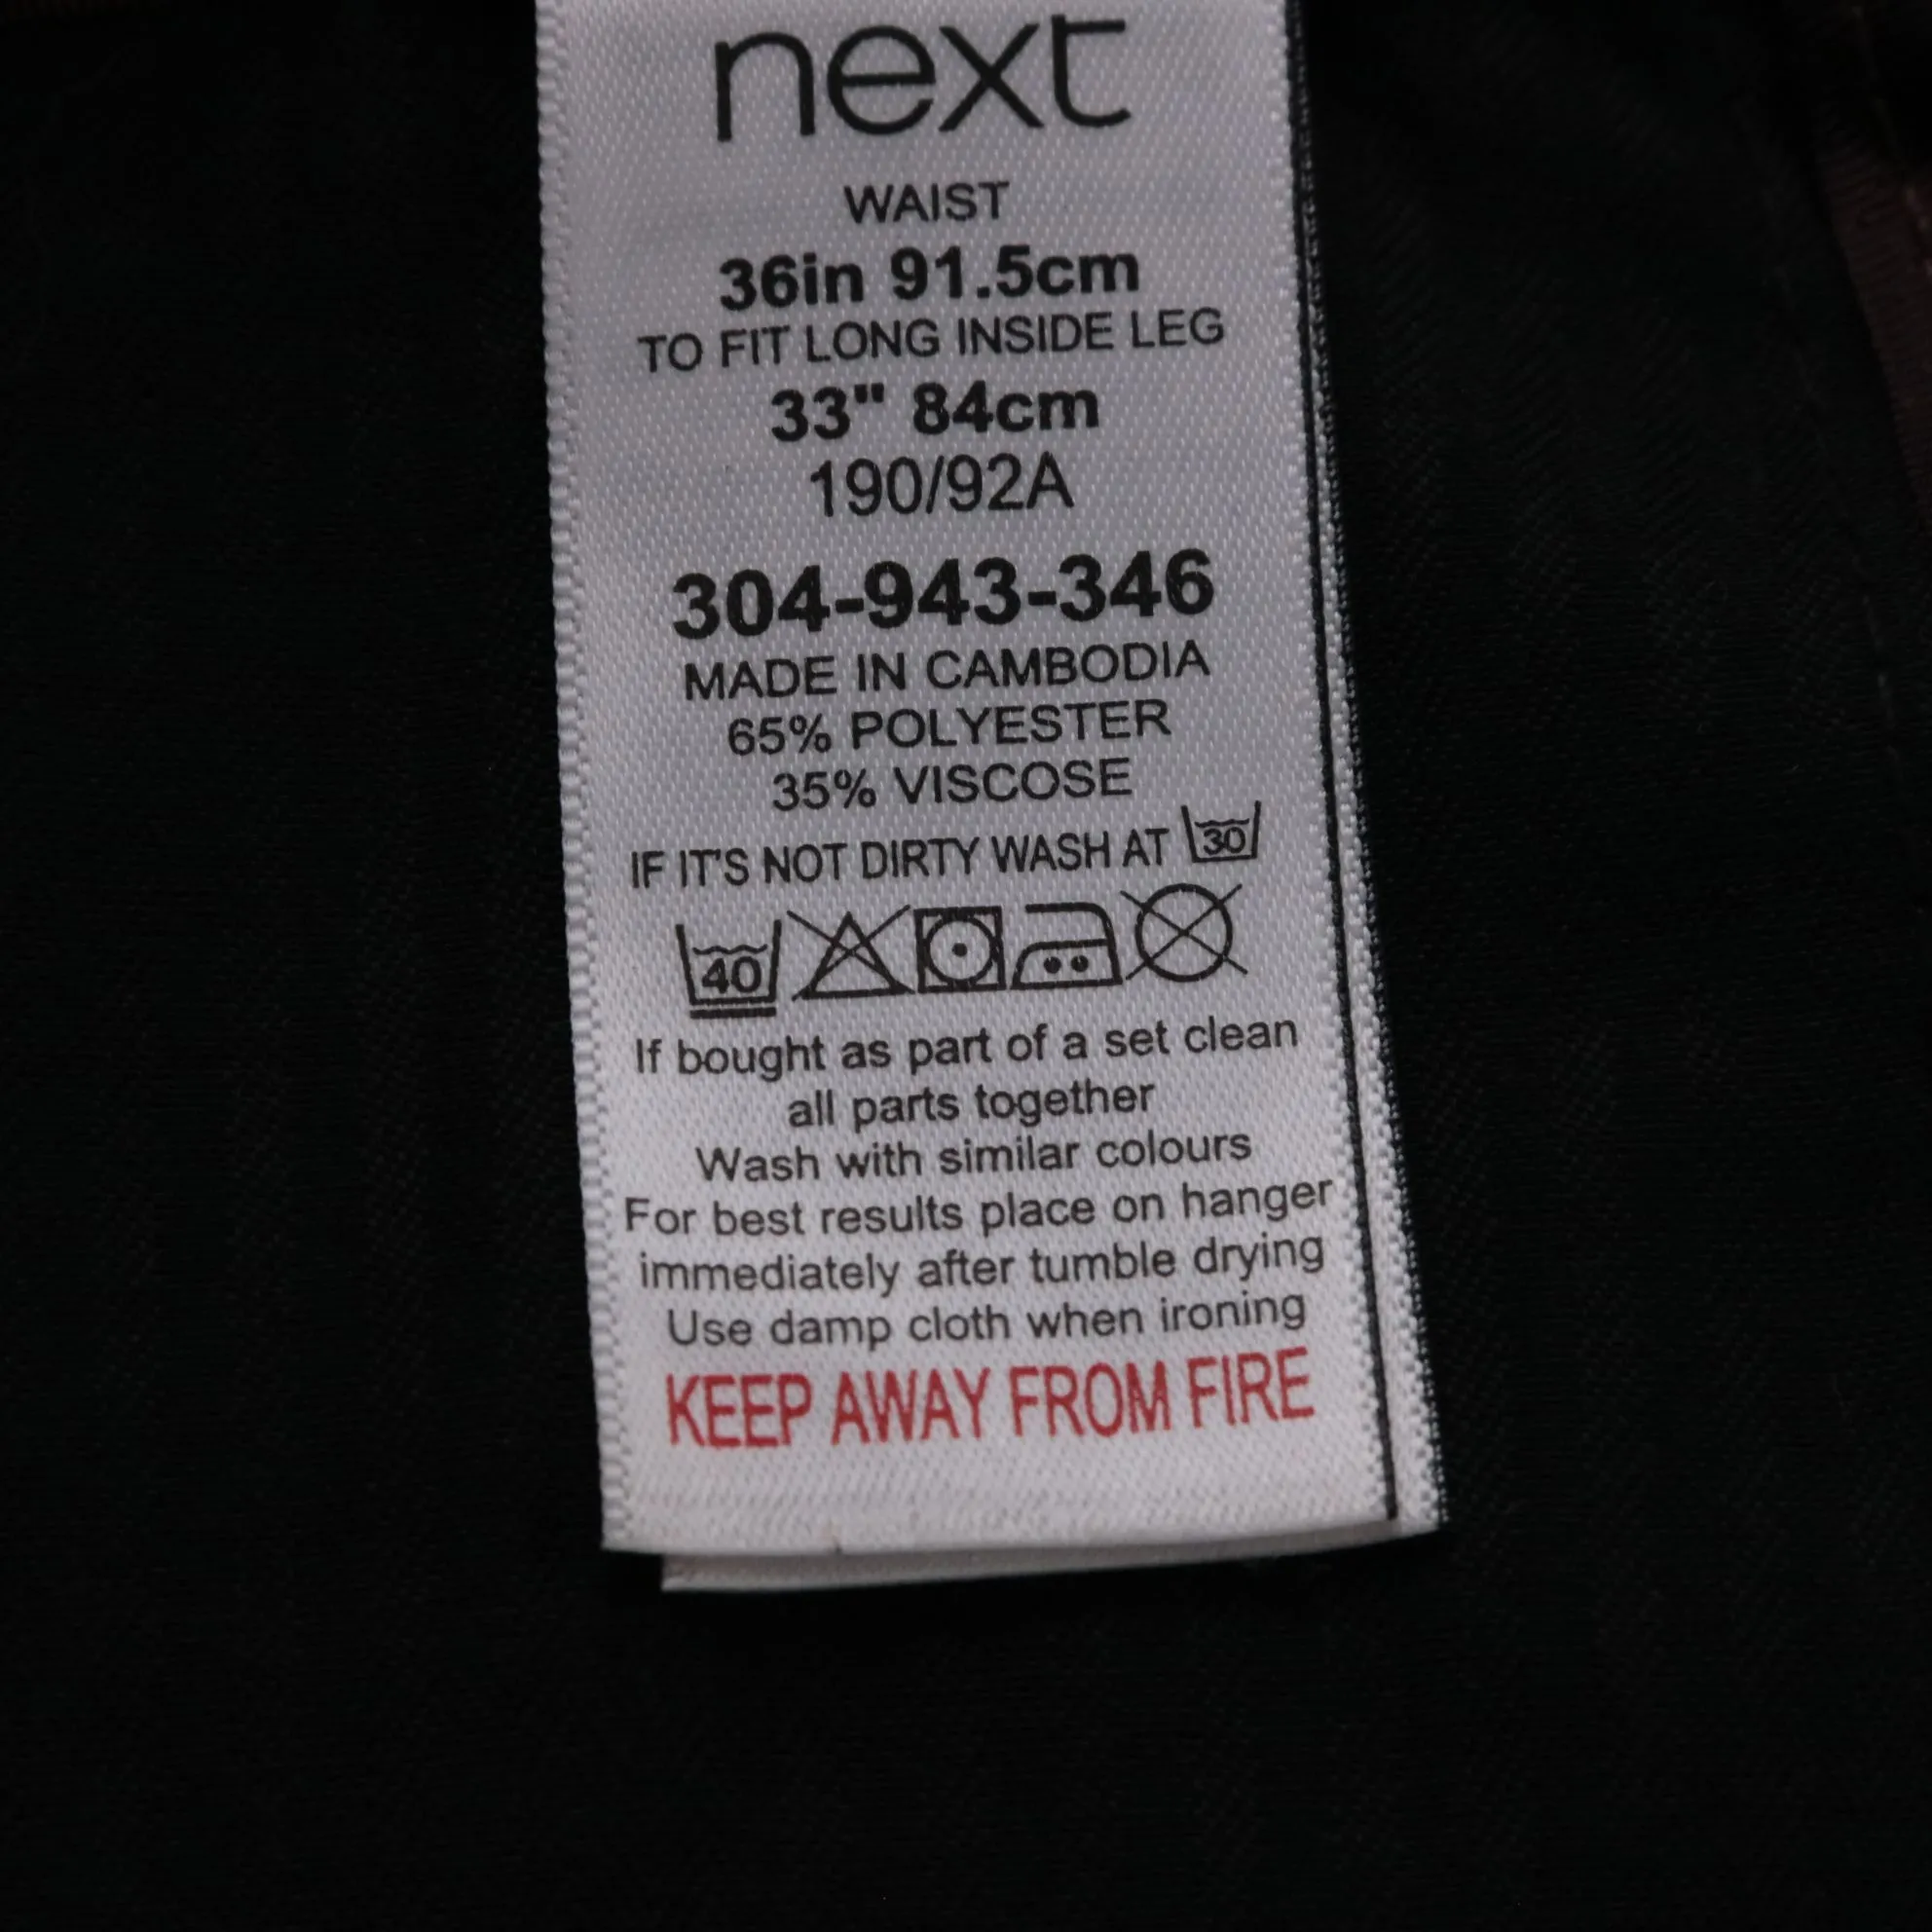 next
WAIST
36in 91.5cm
TO FIT LONG INSIDE LEG
33" 84cm
190/92A
304-943-346
MADE IN CAMBODIA
65% POLYESTER
35% VISCOSE
IF IT'S NOT DIRTY WASH AT 30
40
If bought as part of a set clean
all parts together
Wash with similar colours
For best results place on hanger
immediately after tumble drying
Use damp cloth when ironing
KEEP AWAY FROM FIRE